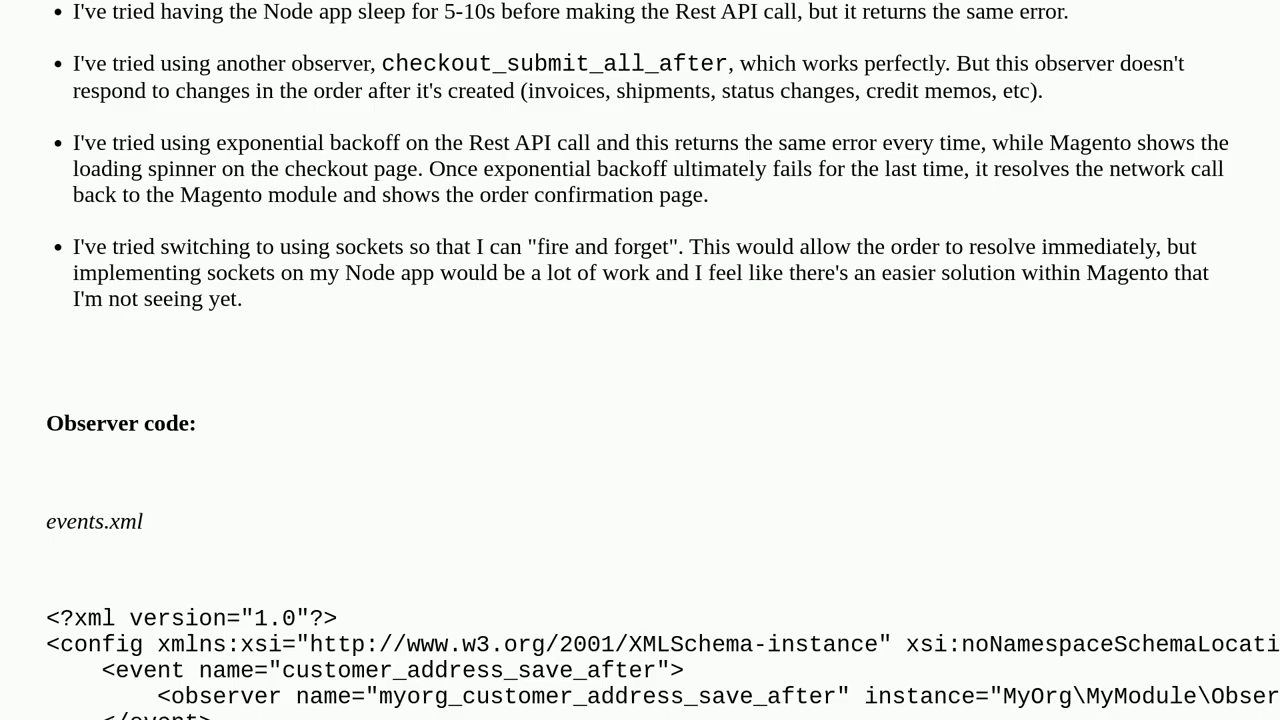 • I've tried having the Node app sleep for 5-10s before making the Rest API call, but it returns the same error.
• I've tried using another observer, checkout_submit_all_after, which works perfectly. But this observer doesn't
respond to changes in the order after it's created (invoices, shipments, status changes, credit memos, etc).
• I've tried using exponential backoff on the Rest API call and this returns the same error every time, while Magento shows the
loading spinner on the checkout page. Once exponential backoff ultimately fails for the last time, it resolves the network call
back to the Magento module and shows the order confirmation page.
• I've tried switching to using sockets so that I can "fire and forget". This would allow the order to resolve immediately, but
implementing sockets on my Node app would be a lot of work and I feel like there's an easier solution within Magento that
I'm not seeing yet.
Observer code:
events.xml
<?xml version="1.0"?>
<config xmlns:xsi="http://www.w3.org/2001/XMLSchema-instance" xsi:noNamespaceSchemaLocati
    <event name="customer_address_save_after">
        <observer name="myorg_customer_address_save_after" instance="MyOrg\MyModule\Obser
    </event>